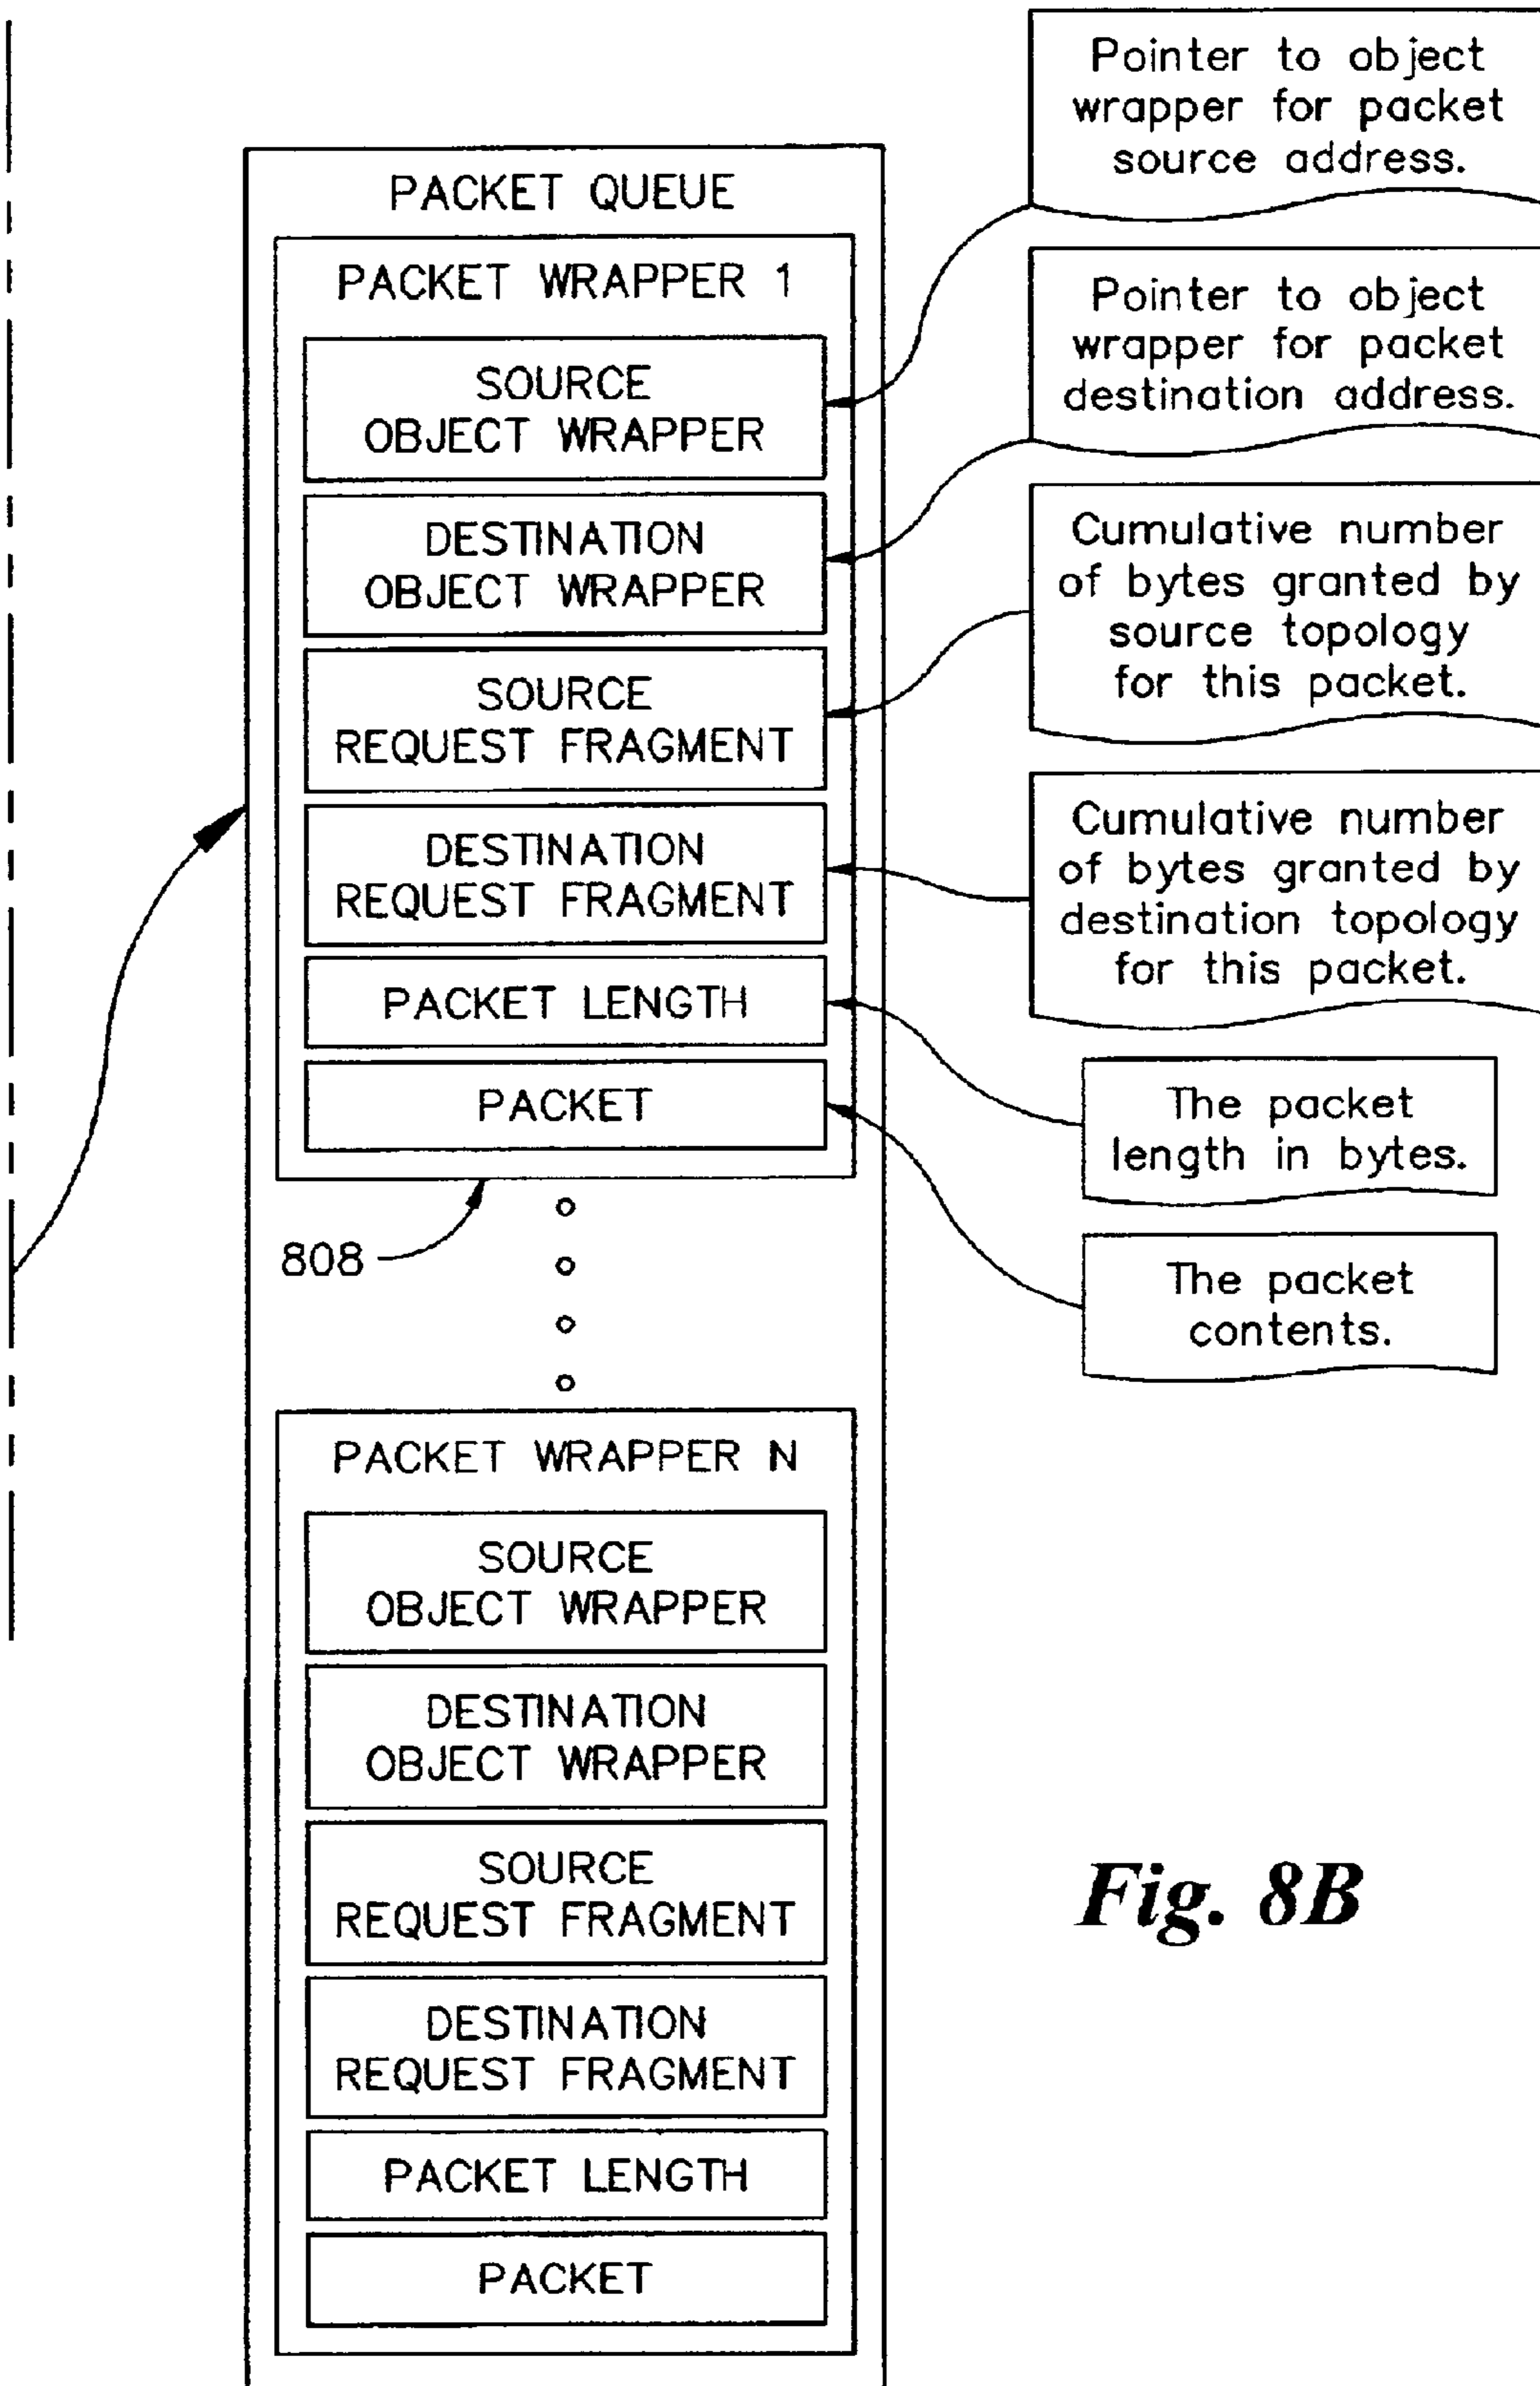 PACKET QUEUE
PACKET WRAPPER 1
SOURCE
OBJECT WRAPPER
DESTINATION
OBJECT WRAPPER
SOURCE
REQUEST FRAGMENT
DESTINATION
REQUEST FRAGMENT
PACKET LENGTH
PACKET
808
PACKET WRAPPER N
SOURCE
OBJECT WRAPPER
DESTINATION
OBJECT WRAPPER
SOURCE
REQUEST FRAGMENT
DESTINATION
REQUEST FRAGMENT
PACKET LENGTH
PACKET
Pointer to object
wrapper for packet
source address.
Pointer to object
wrapper for packet
destination address.
Cumulative number
of bytes granted by
source topology
for this packet.
Cumulative number
of bytes granted by
destination topology
for this packet.
The packet
length in bytes.
The packet
contents.
Fig. 8B